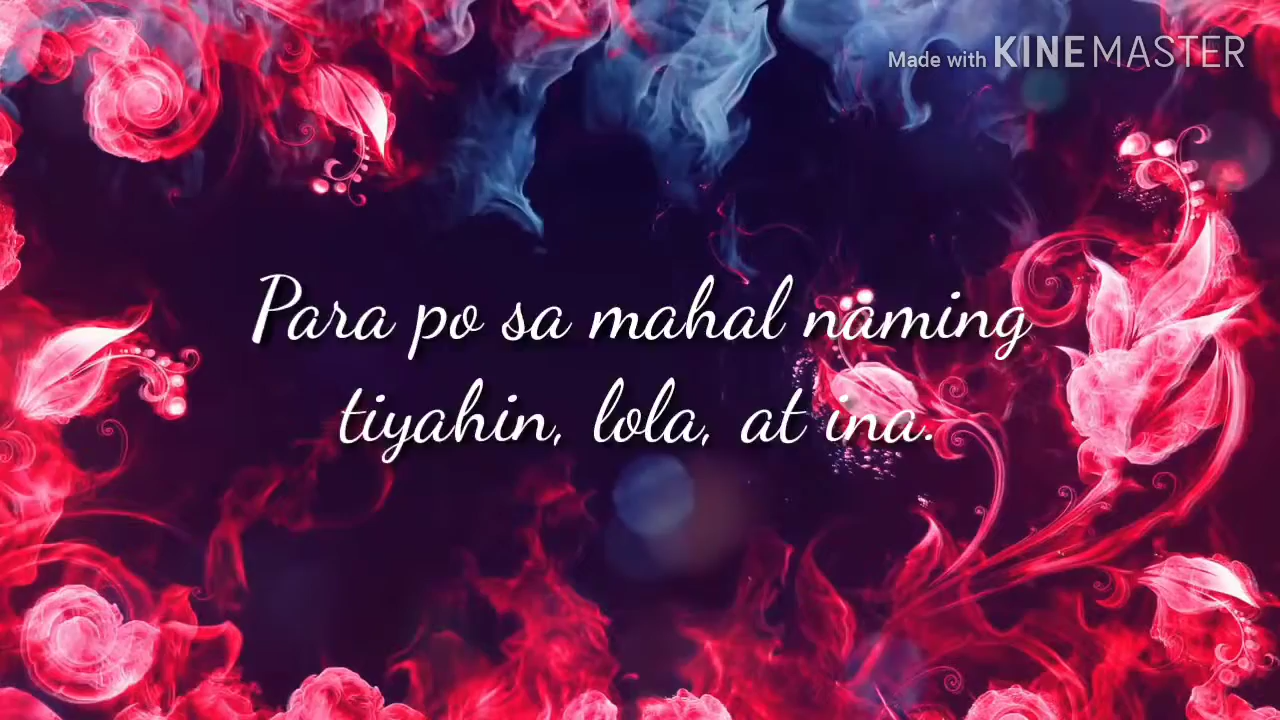 Made with KINEMASTER
Para po sa mahal naming
tiyahin, lola, at ina.